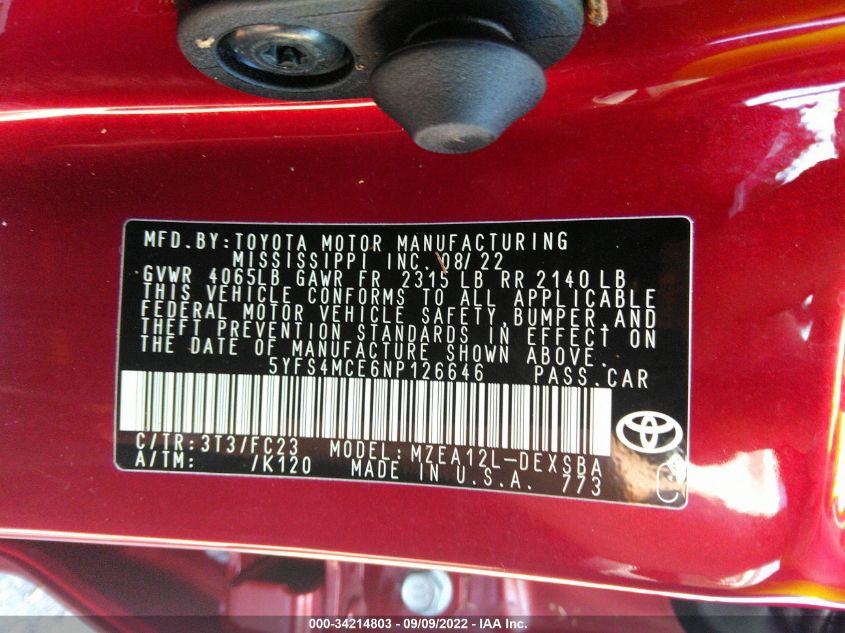 MFD. BY: TOYOTA MOTOR MANUFACTURING
MISSISSIPPI INC. 08/22
GVWR 4065LB GAWR FR 2315 LB RR 2140 LB
THIS VEHICLE CONFORMS TO ALL APPLICABLE
FEDERAL MOTOR VEHICLE SAFETY, BUMPER, AND
THEFT PREVENTION STANDARDS IN EFFECT ON
THE DATE OF MANUFACTURE SHOWN ABOVE.
5YFS4MCE6NP126646 PASS. CAR
C/TR: 3T3/FC23 MODEL: MZEA12L-DEXSBA
A/TM: /K120 MADE IN U.S.A. 773
000-34214803 - 09/09/2022 - IAA Inc.